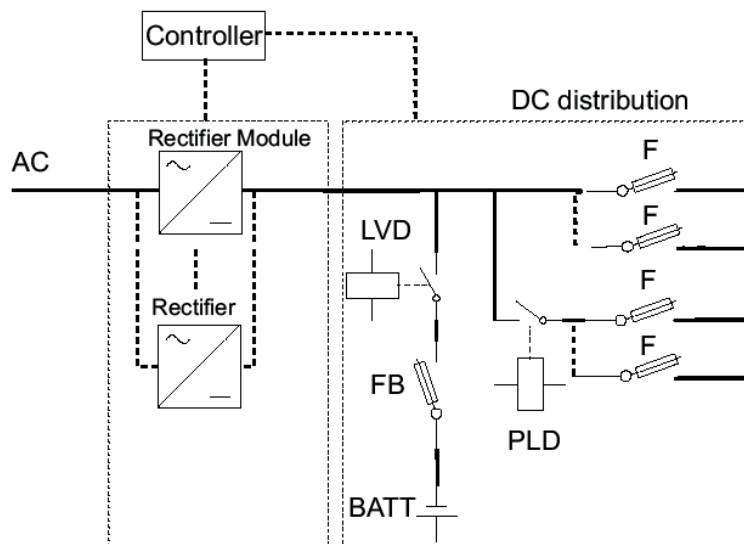 Controller
DC distribution
Rectifier Module
AC
F
F
LVD
Rectifier
F
F
FB
PLD
BATT